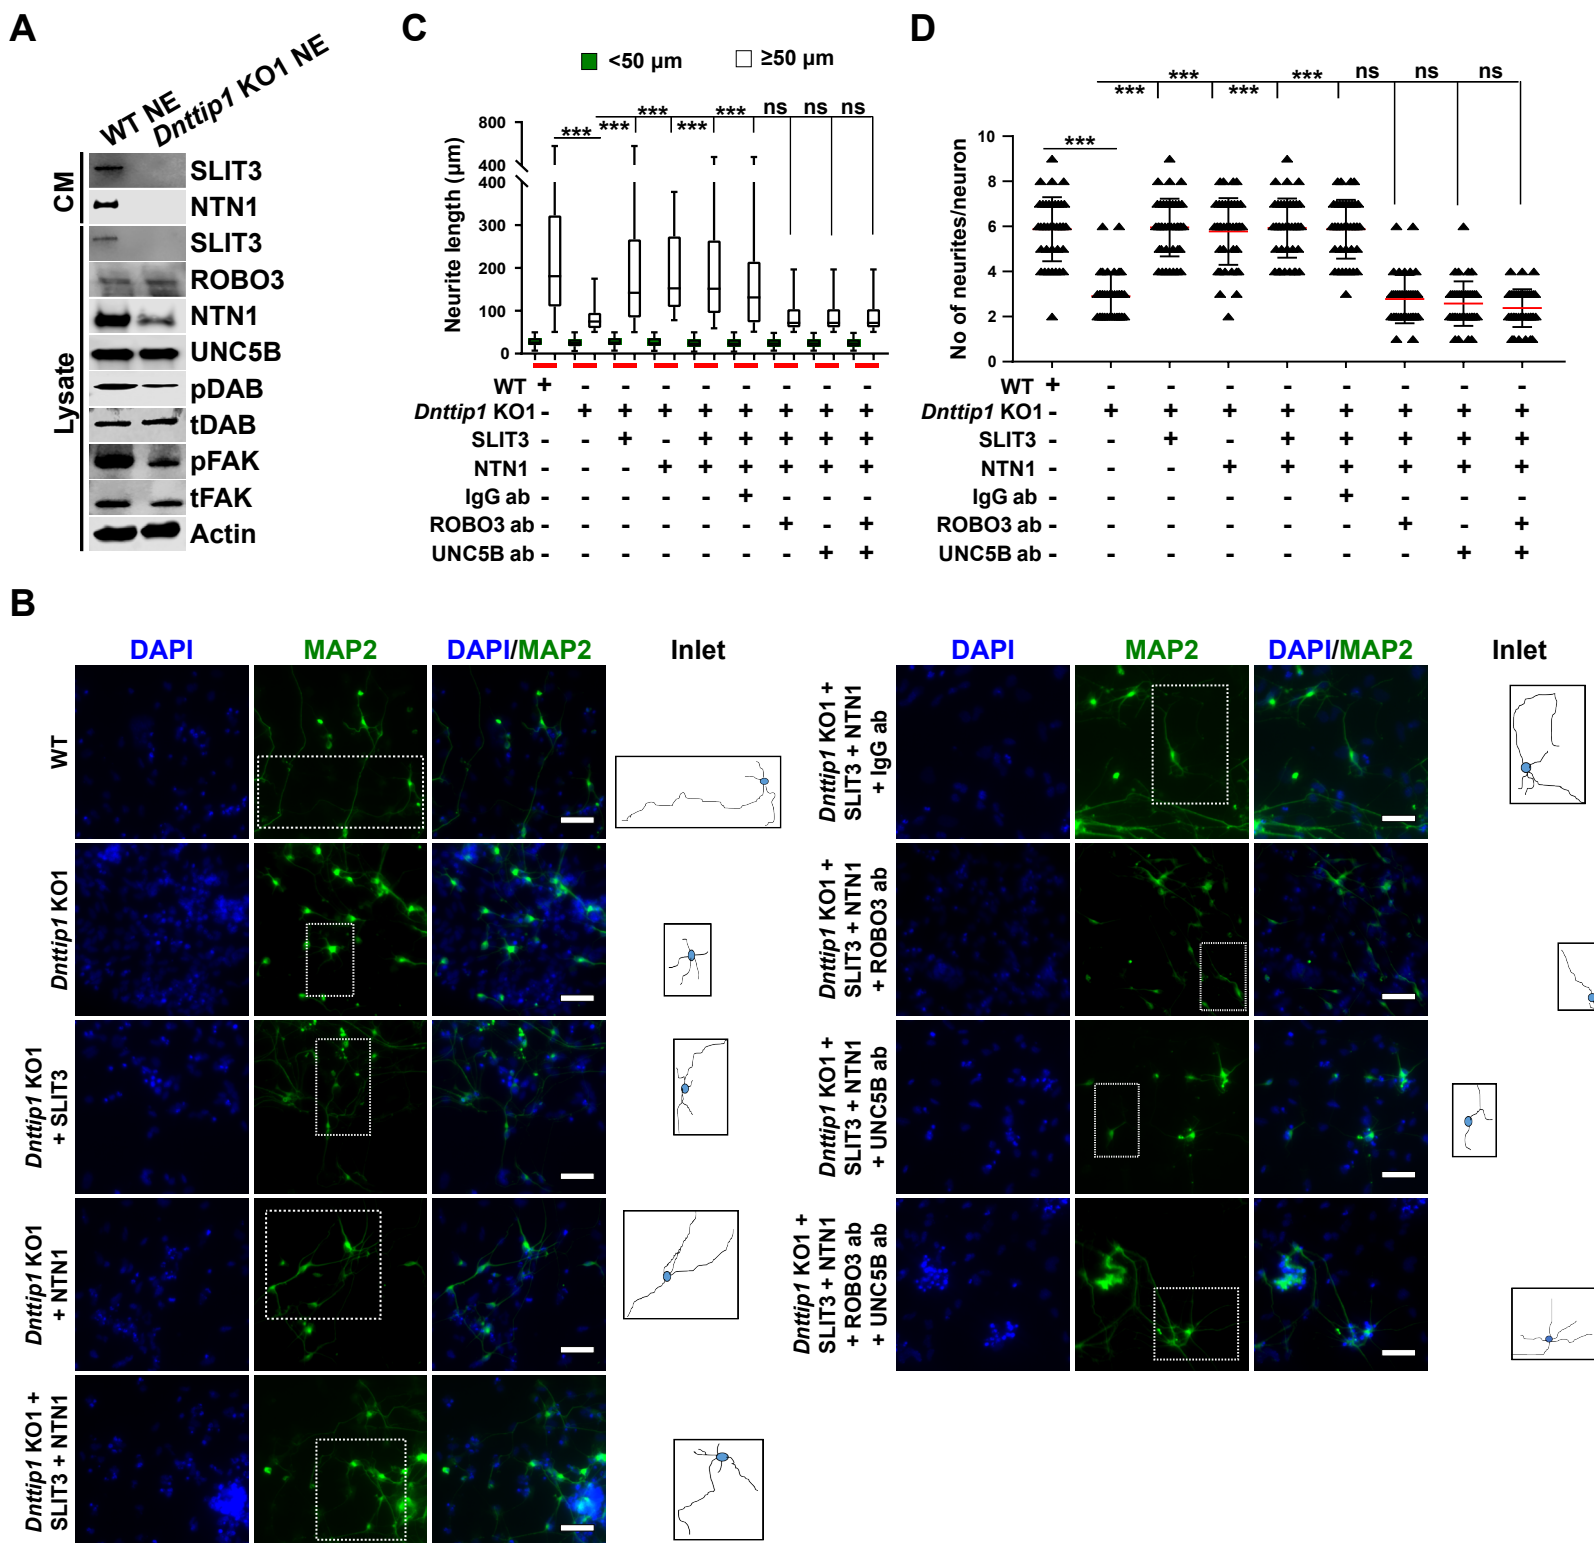 A
WT NE
Dnttip1 KO1 NE
CM
SLIT3
NTN1
Lysate
SLIT3
ROBO3
NTN1
UNC5B
pDAB
tDAB
pFAK
tFAK
Actin
C
<50 µm
≥50 µm
*** *** *** *** *** ns ns ns
Neurite length (µm)
800
400
400
300
200
100
0
WT + - - - - - - - -
Dnttip1 KO1 - + + + + + + + +
SLIT3 - - + - + + + + +
NTN1 - - - + + + + + +
IgG ab - - - - - + - - -
ROBO3 ab - - - - - - + - +
UNC5B ab - - - - - - - + +
D
*** *** *** *** *** ns ns ns
***
No of neurites/neuron
10
8
6
4
2
0
WT + - - - - - - - -
Dnttip1 KO1 - + + + + + + + +
SLIT3 - - + - + + + + +
NTN1 - - - + + + + + +
IgG ab - - - - - + - - -
ROBO3 ab - - - - - - + - +
UNC5B ab - - - - - - - + +
B
DAPI MAP2 DAPI/MAP2 Inlet
WT
Dnttip1 KO1
Dnttip1 KO1
+ SLIT3
Dnttip1 KO1
+ NTN1
Dnttip1 KO1 +
SLIT3 + NTN1
DAPI MAP2 DAPI/MAP2 Inlet
Dnttip1 KO1 +
SLIT3 + NTN1
+ IgG ab
Dnttip1 KO1 +
SLIT3 + NTN1
+ ROBO3 ab
Dnttip1 KO1 +
SLIT3 + NTN1
+ UNC5B ab
Dnttip1 KO1 +
SLIT3 + NTN1
+ ROBO3 ab
+ UNC5B ab